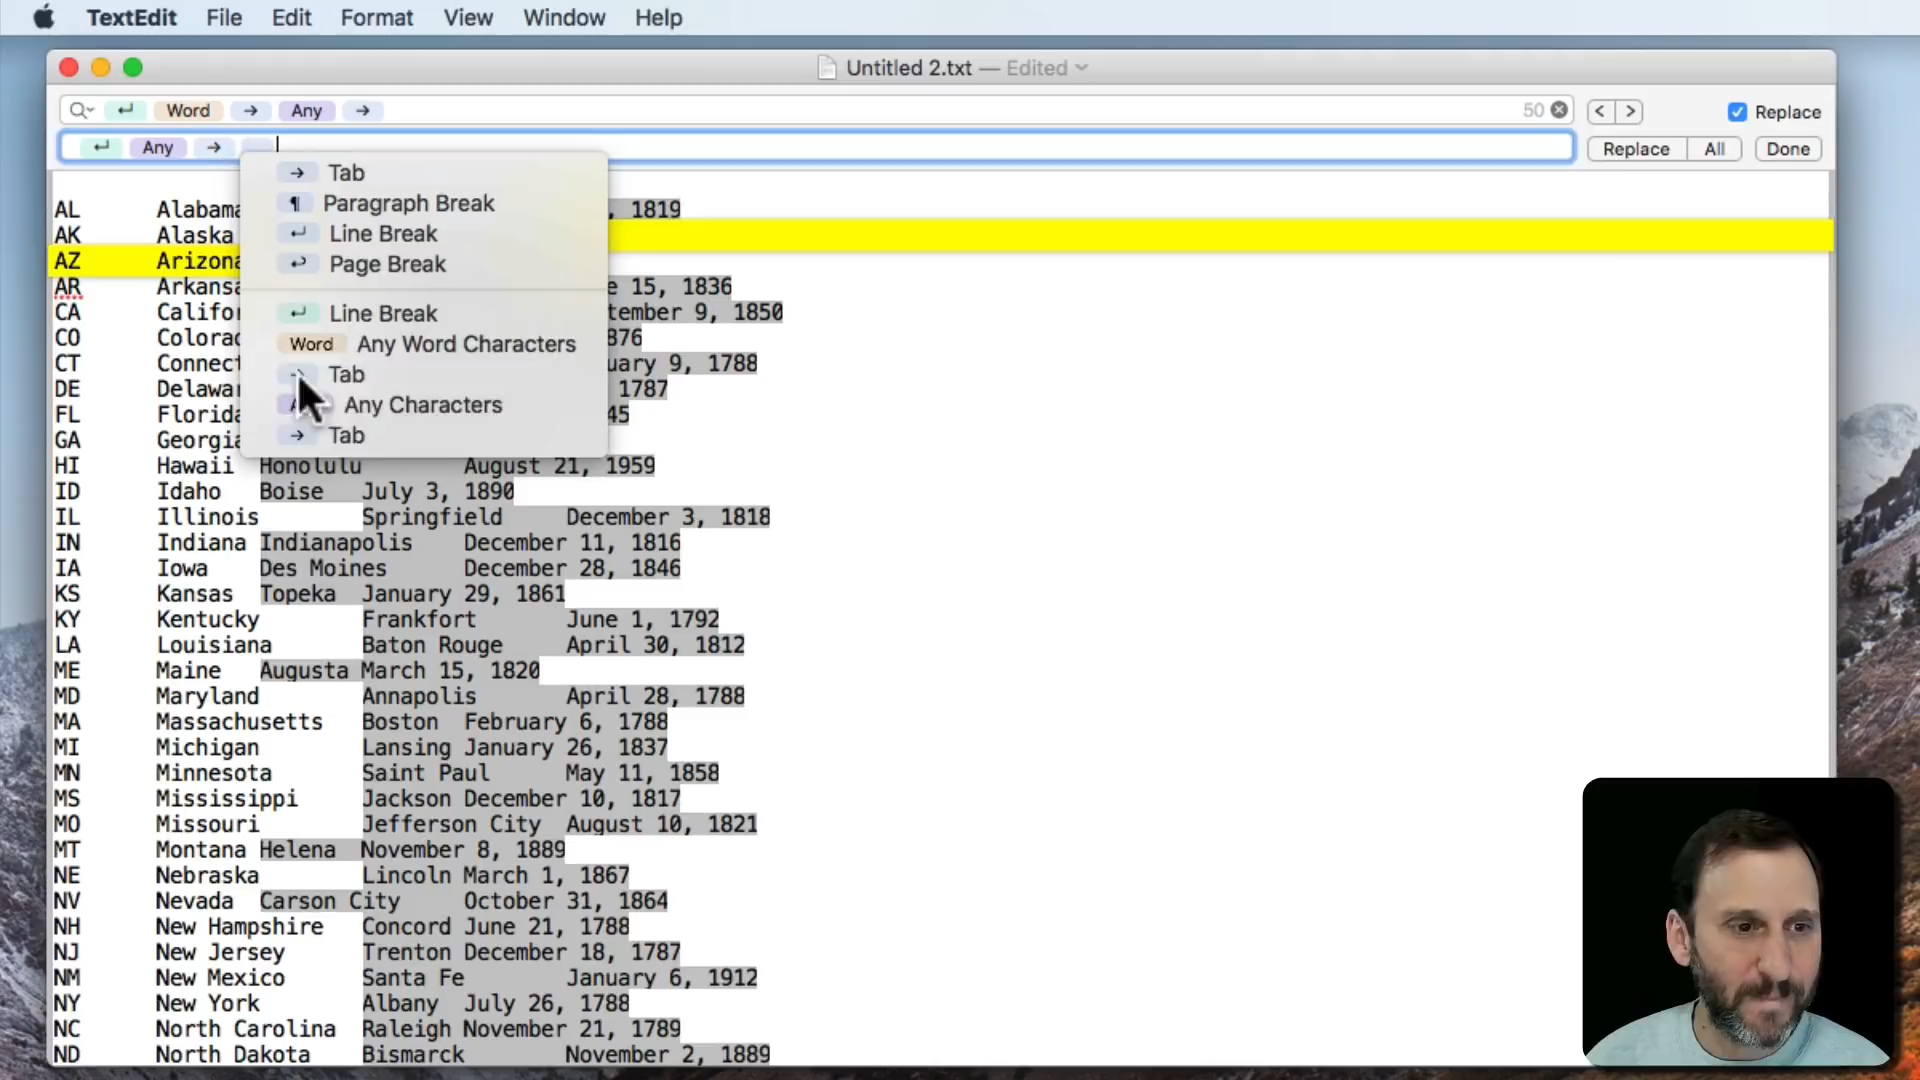 TextEdit File Edit Format View Window Help
Untitled 2.txt — Edited
Word → Any → 50 < > Replace
Any → Replace All Done
→ Tab
¶ Paragraph Break
Line Break
Page Break
Line Break
Word Any Word Characters
Tab
Any Characters
→ Tab
AL Alabama , 1819
AK Alaska
AZ Arizona
AR Arkansa e 15, 1836
CA Califor tember 9, 1850
CO Colorad 876
CT Connect uary 9, 1788
DE Delawar 1787
FL Florida 45
GA Georgia
HI Hawaii Honolulu August 21, 1959
ID Idaho Boise July 3, 1890
IL Illinois Springfield December 3, 1818
IN Indiana Indianapolis December 11, 1816
IA Iowa Des Moines December 28, 1846
KS Kansas Topeka January 29, 1861
KY Kentucky Frankfort June 1, 1792
LA Louisiana Baton Rouge April 30, 1812
ME Maine Augusta March 15, 1820
MD Maryland Annapolis April 28, 1788
MA Massachusetts Boston February 6, 1788
MI Michigan Lansing January 26, 1837
MN Minnesota Saint Paul May 11, 1858
MS Mississippi Jackson December 10, 1817
MO Missouri Jefferson City August 10, 1821
MT Montana Helena November 8, 1889
NE Nebraska Lincoln March 1, 1867
NV Nevada Carson City October 31, 1864
NH New Hampshire Concord June 21, 1788
NJ New Jersey Trenton December 18, 1787
NM New Mexico Santa Fe January 6, 1912
NY New York Albany July 26, 1788
NC North Carolina Raleigh November 21, 1789
ND North Dakota Bismarck November 2, 1889